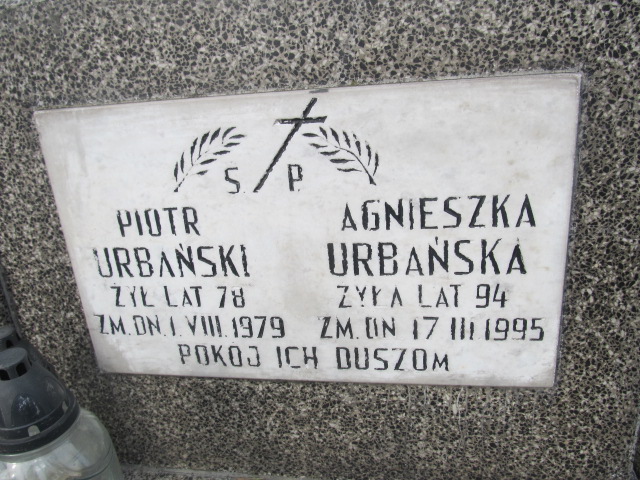 Ś. P.
PIOTR
URBAŃSKI
ŻYŁ LAT 78
ZM. DN. 1 VIII. 1979
AGNIESZKA
URBAŃSKA
ŻYŁA LAT 94
ZM. DN 17 III 1995
POKÓJ ICH DUSZOM